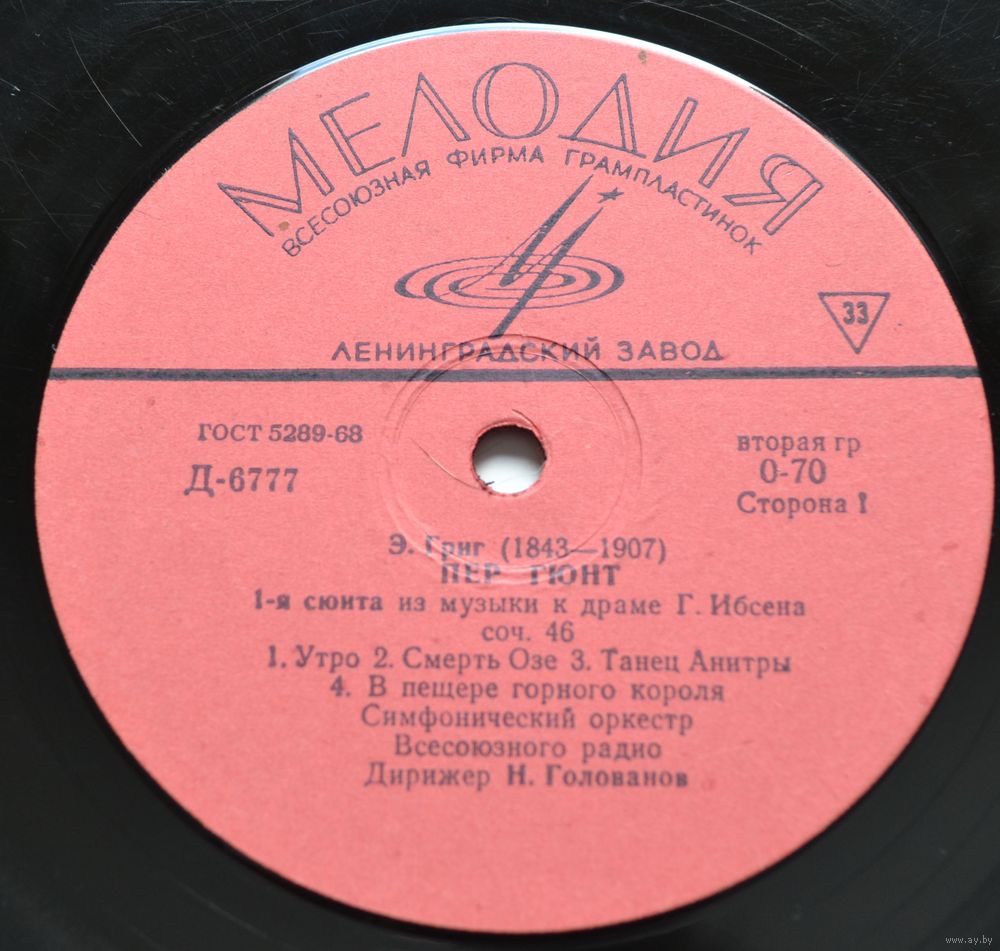 МЕЛОДИЯ
ВСЕСОЮЗНАЯ ФИРМА ГРАМПЛАСТИНОК
33
ЛЕНИНГРАДСКИЙ ЗАВОД
ГОСТ 5289-68
Д-6777
вторая гр
0-70
Сторона 1
Э. Григ (1843—1907)
ПЕР ГЮНТ
1-я сюита из музыки к драме Г. Ибсена
соч. 46
1. Утро 2. Смерть Озе 3. Танец Анитры
4. В пещере горного короля
Симфонический оркестр
Всесоюзного радио
Дирижер Н. Голованов
www.ay.by